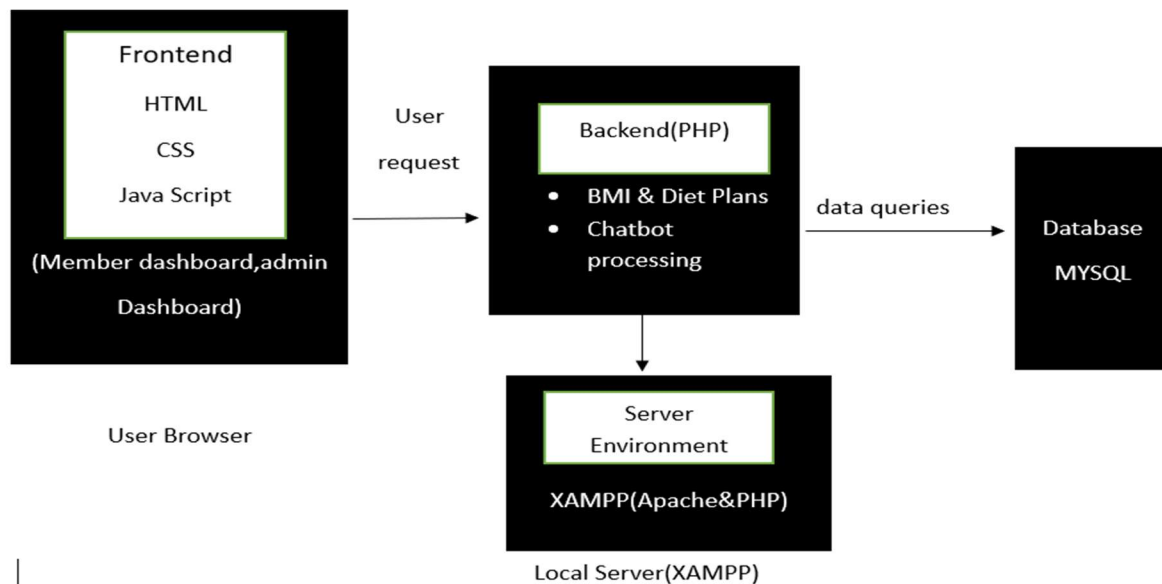 Frontend
HTML
CSS
Java Script
(Member dashboard,admin
Dashboard)
User Browser
User
request
Backend(PHP)
• BMI & Diet Plans
• Chatbot
processing
data queries
Database
MYSQL
Server
Environment
XAMPP(Apache&PHP)
Local Server(XAMPP)